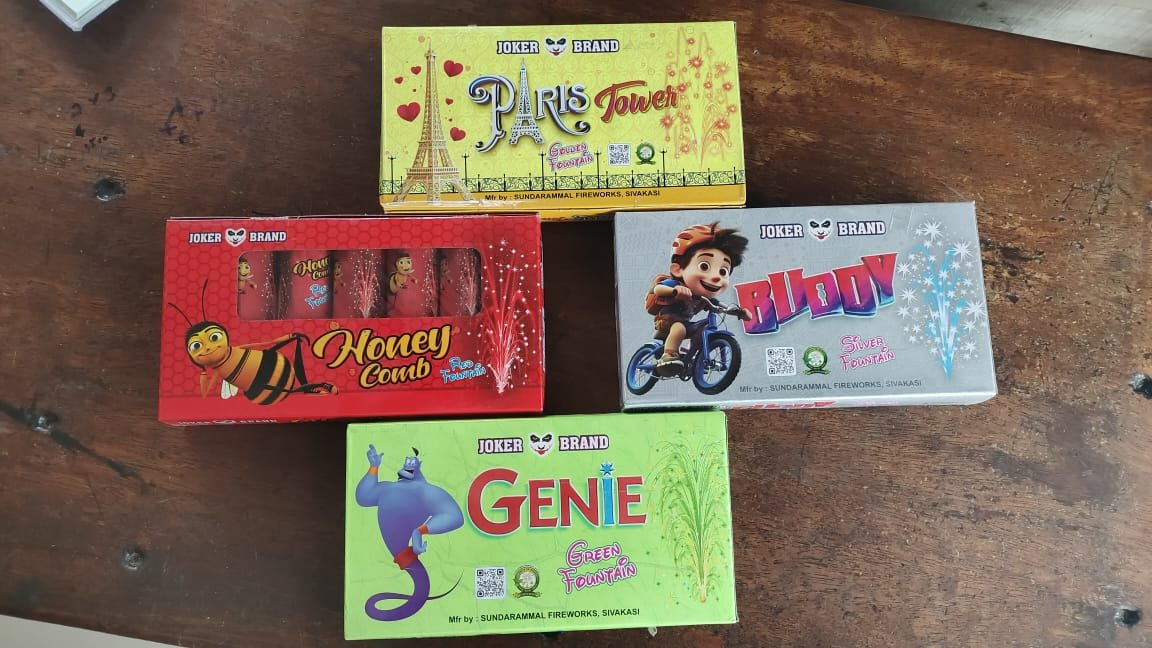 JOKER BRAND
PARIS Tower
GOLDEN
FOUNTAIN
Mfr by : SUNDARAMMAL FIREWORKS, SIVAKASI
JOKER BRAND
Honey
Comb
RED
FOUNTAIN
JOKER BRAND
BUDDY
SILVER
FOUNTAIN
Mfr by : SUNDARAMMAL FIREWORKS, SIVAKASI
JOKER BRAND
GENIE
GREEN
FOUNTAIN
Mfr by : SUNDARAMMAL FIREWORKS, SIVAKASI